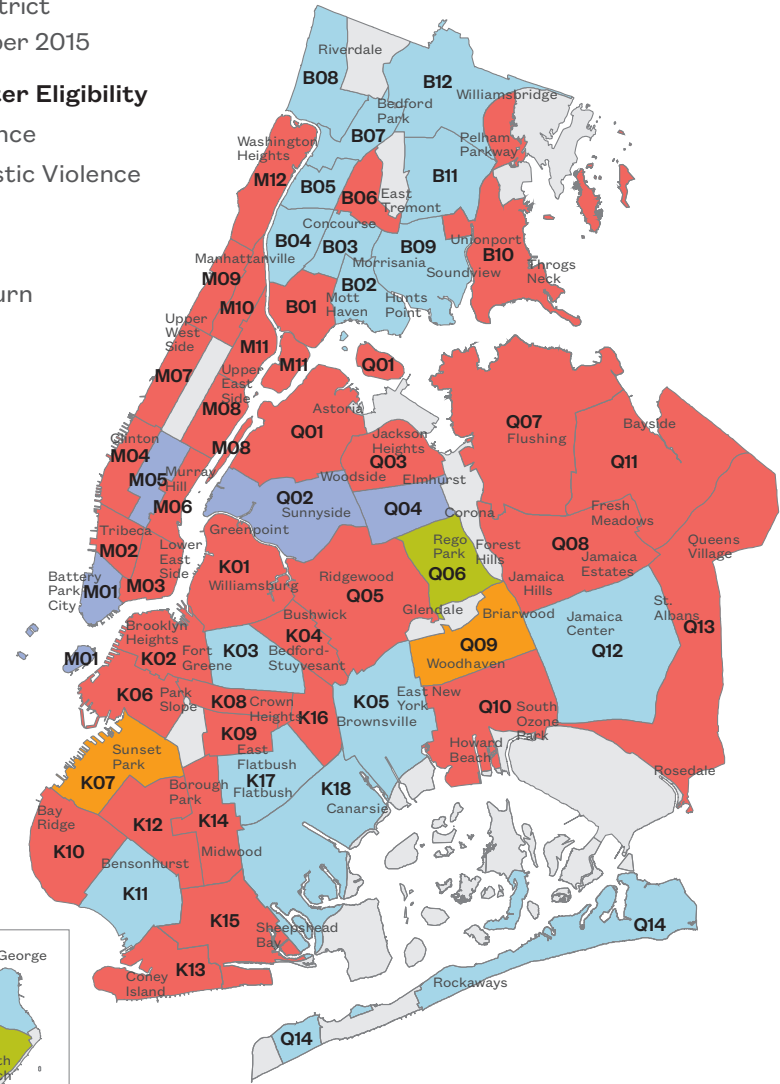 trict
ber 2015
ter Eligibility
nce
stic Violence
urn
Riverdale
B08
B12
Williamsbridge
Bedford
Park
B07
Washington
Heights
Pelham
Parkway
M12
B05
B06
B11
East
Tremont
Concourse
B04
B03
B09
Unionport
B10
Manhattanville
Morrisania
Soundview
Throgs
Neck
M09
B02
M10
B01
Mott
Haven
Hunts
Point
Upper
West
Side
M11
M11
Q01
M07
Upper
East
Side
M08
Astoria
Q07
Flushing
Bayside
Q01
Jackson
Heights
Clinton
M04
M08
Q03
Q11
M05
Murray
Hill
Woodside
Elmhurst
M06
Q02
Sunnyside
Q04
Corona
Fresh
Meadows
Tribeca
M02
Greenpoint
Lower
East
Side
Rego
Park
Q06
Forest
Hills
Q08
Jamaica
Estates
Queens
Village
Battery
Park
City
M01
M03
K01
Williamsburg
Ridgewood
Q05
Jamaica
Hills
Glendale
Briarwood
St.
Albans
Q13
Bushwick
K04
Jamaica
Center
Q12
Brooklyn
Heights
M01
K02
Fort
Greene
K03
Bedford-
Stuyvesant
Q09
Woodhaven
K06
Park
Slope
K08
Crown
Heights
K16
K05
Brownsville
East New
York
Q10
South
Ozone
Park
K09
East
Flatbush
Howard
Beach
Sunset
Park
K07
K17
Flatbush
K18
Canarsie
Rosedale
Borough
Park
Bay
Ridge
K12
K14
K10
Midwood
Bensonhurst
K11
K15
Sheepshead
Bay
Q14
K13
Coney
Island
Rockaways
Q14
George
th
ch